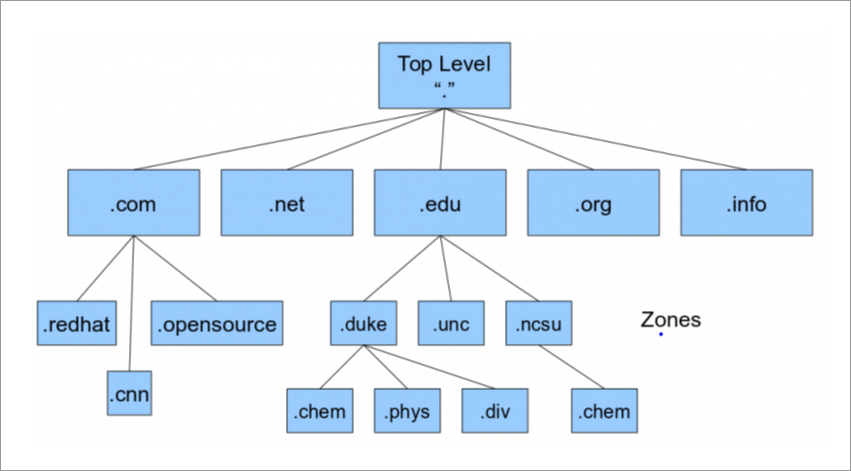 Top Level
“.”
.com
.net
.edu
.org
.info
.redhat
.opensource
.duke
.unc
.ncsu
Zones
.cnn
.chem
.phys
.div
.chem